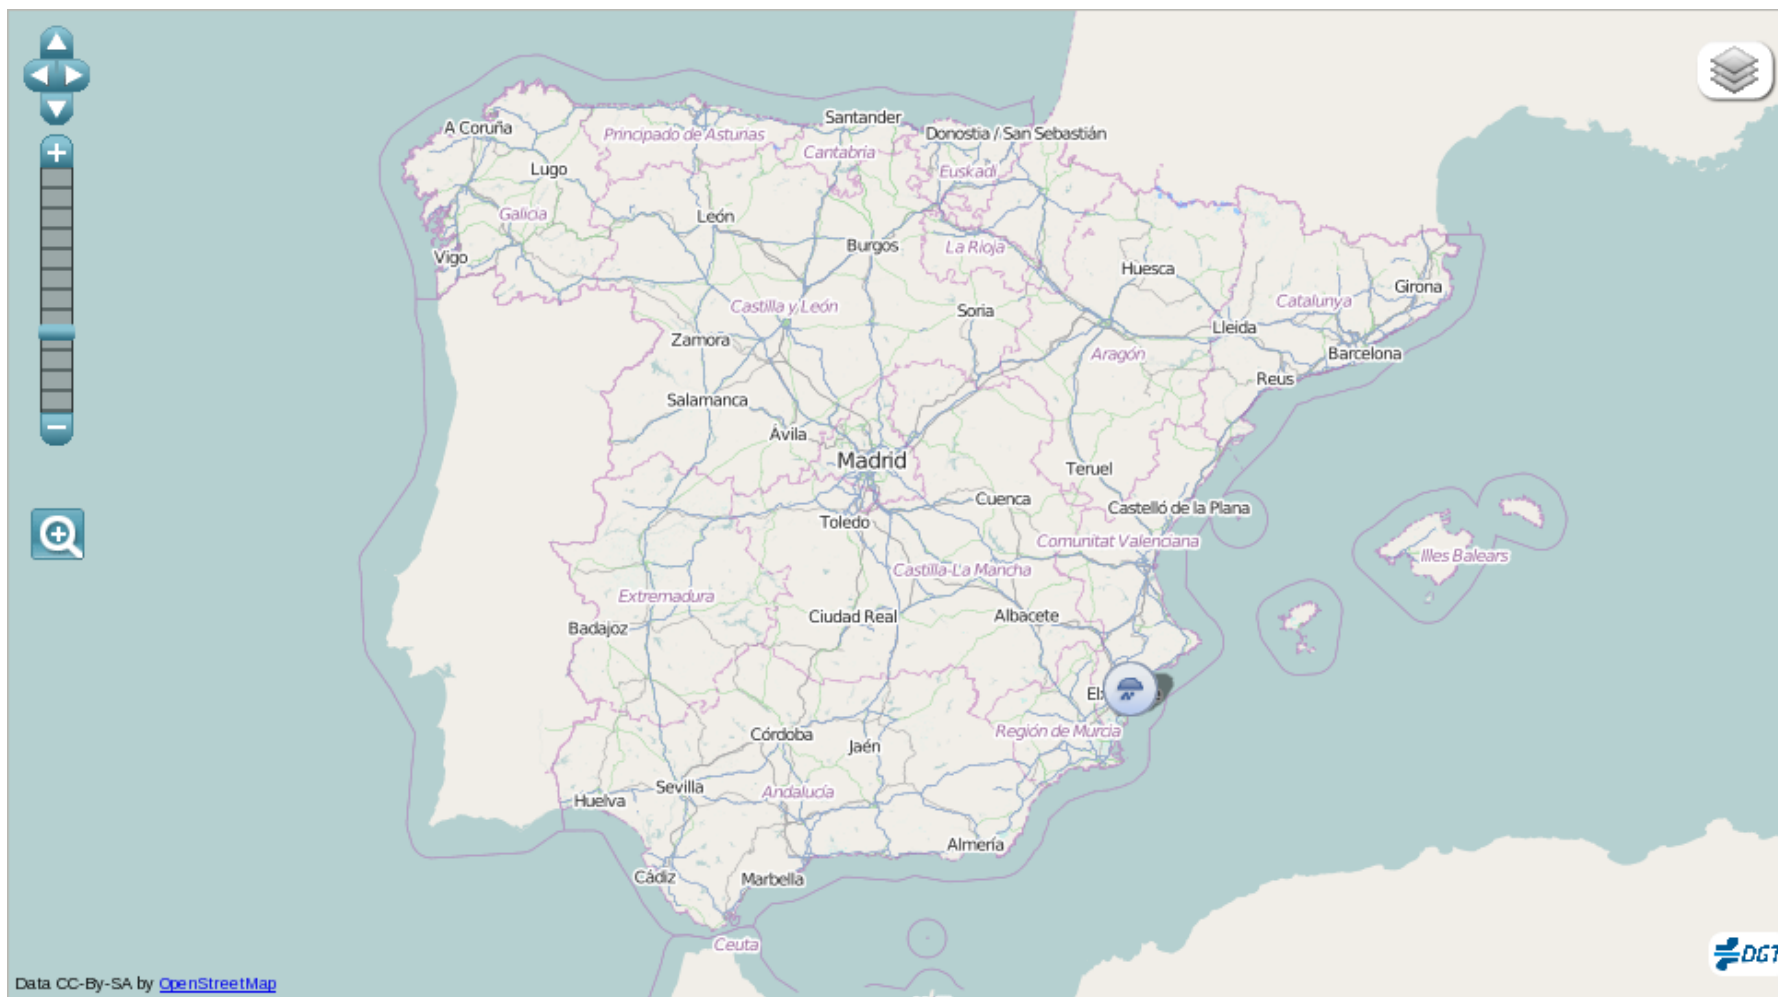 A Coruña
Santander
Donostia / San Sebastián
Principado de Asturias
Cantabria
Lugo
Euskadi
Galicia
León
Burgos
La Rioja
Vigo
Huesca
Girona
Castilla y León
Soria
Catalunya
Zamora
Lleida
Barcelona
Aragón
Reus
Salamanca
Ávila
Madrid
Teruel
Cuenca
Castelló de la Plana
Toledo
Comunitat Valenciana
Illes Balears
Castilla-La Mancha
Extremadura
Ciudad Real
Albacete
Badajoz
Región de Murcia
Córdoba
Jaén
Sevilla
Andalucía
Huelva
Almería
Cádiz
Marbella
Ceuta
DGT
Data CC-By-SA by OpenStreetMap